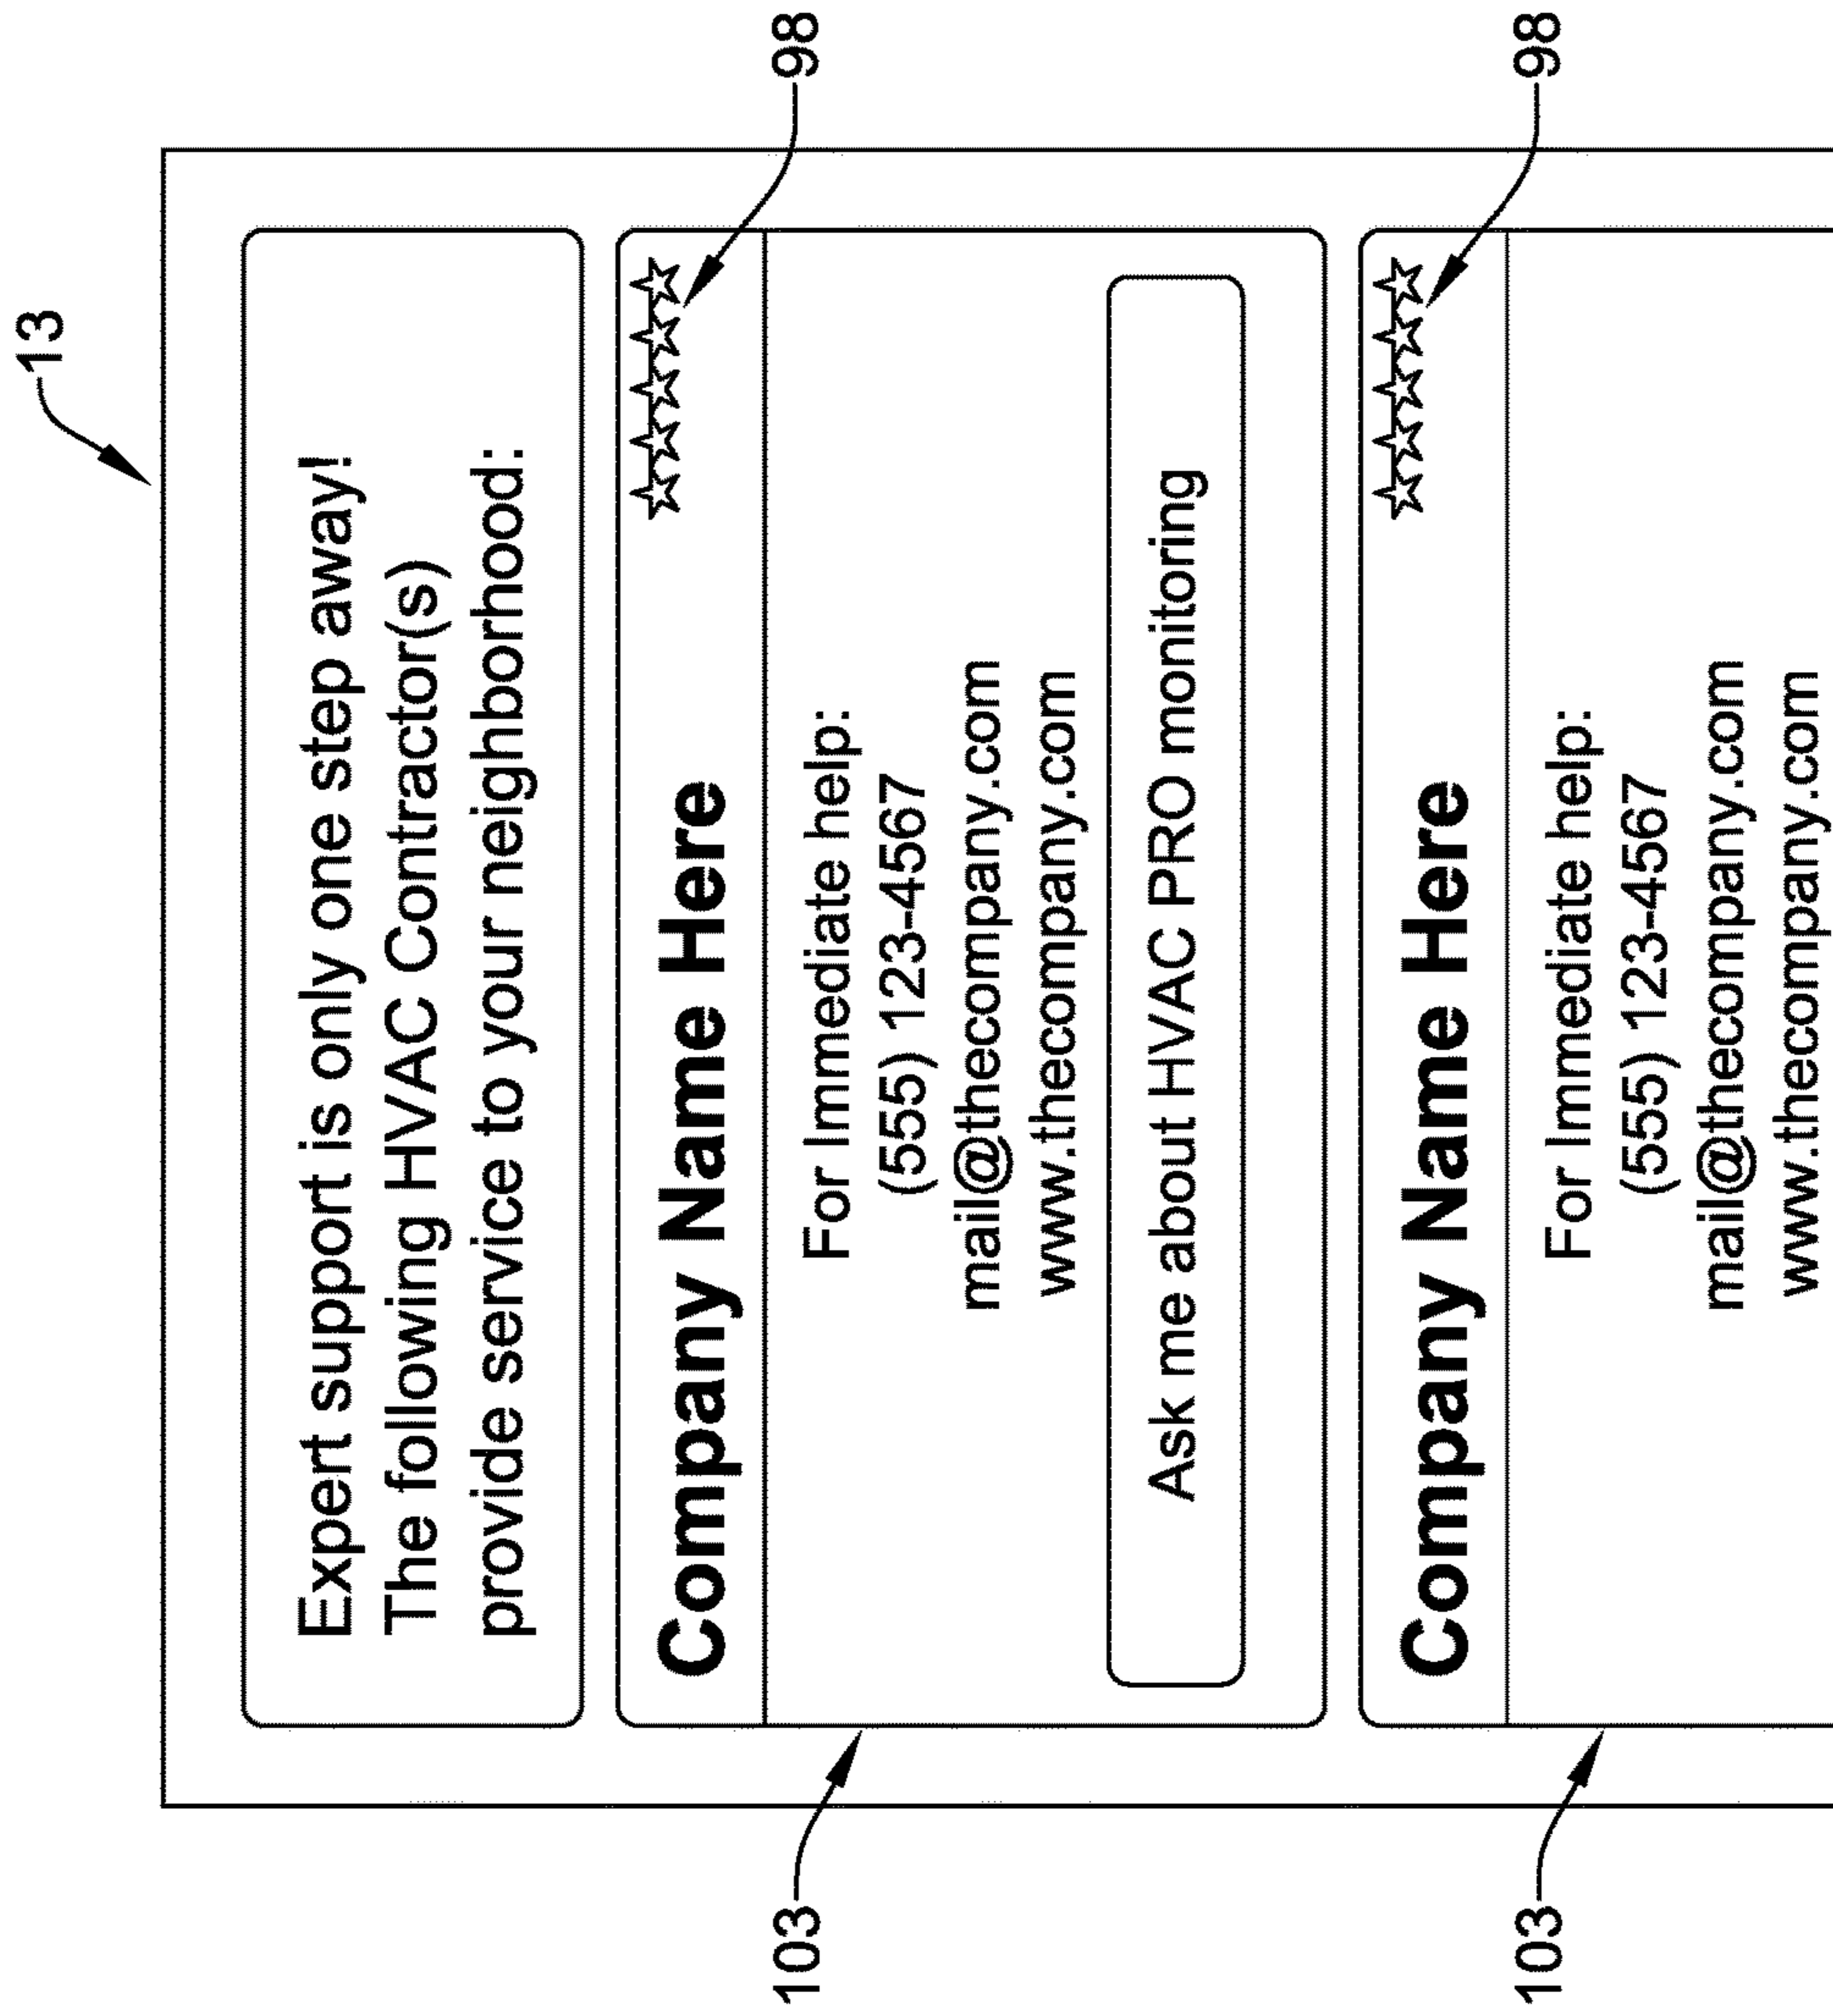 13
Expert support is only one step away!
The following HVAC Contractor(s)
provide service to your neighborhood:
Company Name Here
98
103
For Immediate help:
(555) 123-4567
mail@thecompany.com
www.thecompany.com
Ask me about HVAC PRO monitoring
Company Name Here
98
103
For Immediate help:
(555) 123-4567
mail@thecompany.com
www.thecompany.com